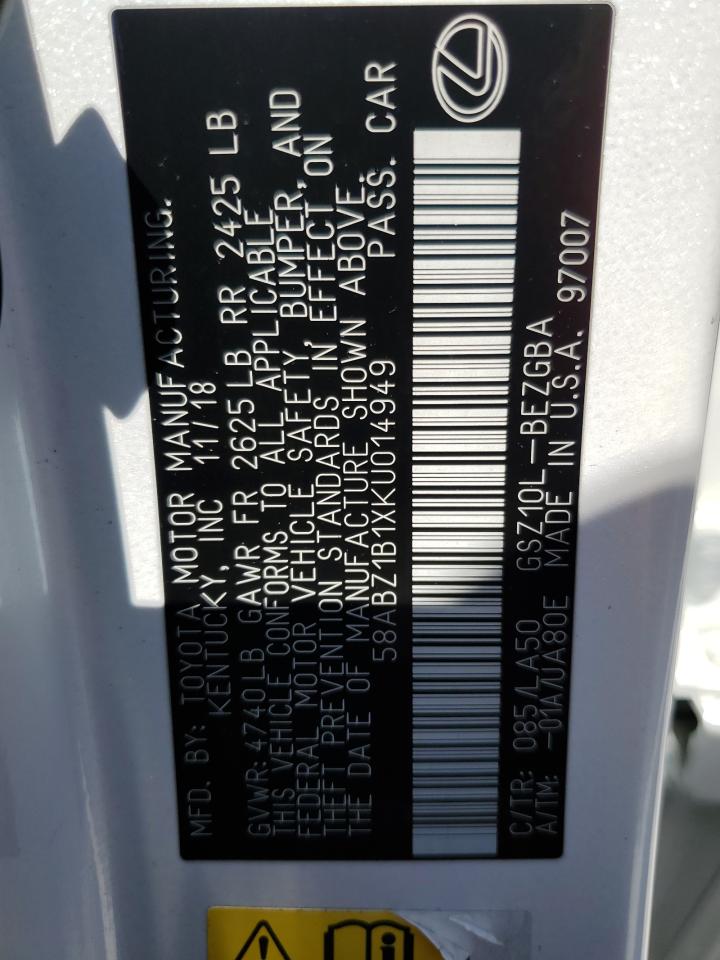 MFD. BY: TOYOTA MOTOR MANUFACTURING.
KENTUCKY, INC 11/18
GVWR: 4740 LB GAWR FR 2625 LB RR 2425 LB
THIS VEHICLE CONFORMS TO ALL APPLICABLE
FEDERAL MOTOR VEHICLE SAFETY, BUMPER, AND
THEFT PREVENTION STANDARDS IN EFFECT ON
THE DATE OF MANUFACTURE SHOWN ABOVE.
58ABZ1B1XKU014949 PASS. CAR
C/TR: 085/LA50 GSZ10L-BEZGBA
A/TM: -01A/UA80E MADE IN U.S.A. 97007